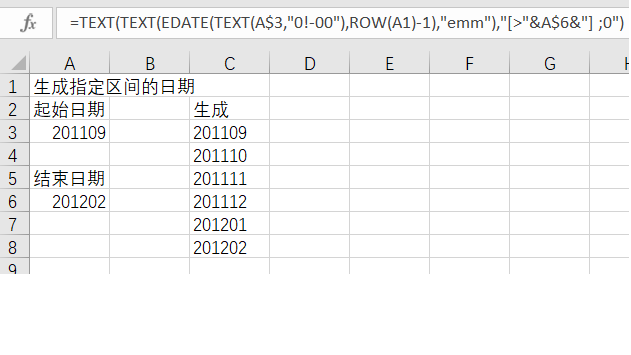 fx =TEXT(TEXT(EDATE(TEXT(A$3,"0!-00"),ROW(A1)-1),"emm"),"[>"&A$6&"] ;0")
A B C D E F G H
1 生成指定区间的日期
2 起始日期 生成
3 201109 201109
4 201110
5 结束日期 201111
6 201202 201112
7 201201
8 201202
9